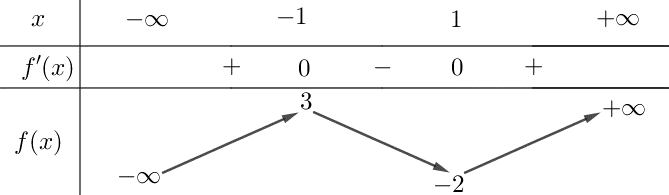 x −∞ −1 1 +∞
f′(x) + 0 − 0 +
3 +∞
f(x)
−∞ −2